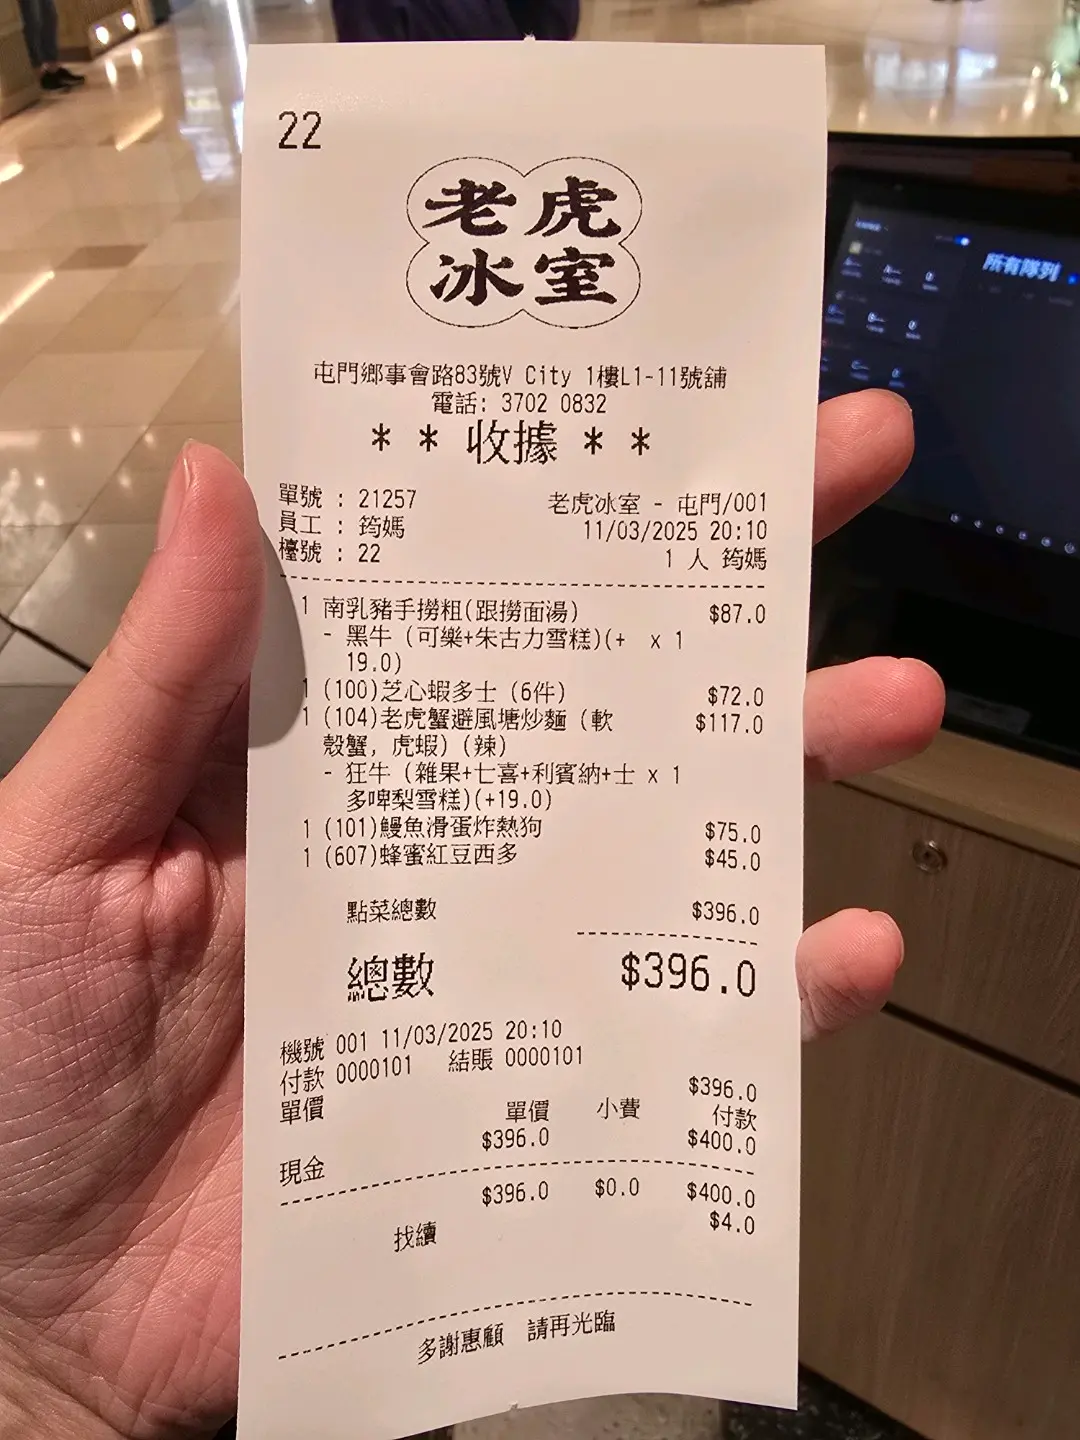 22
老虎
冰室
屯門鄉事會路83號V City 1樓L1-11號舖
電話: 3702 0832
* * 收據 * *
單號 : 21257 老虎冰室 - 屯門/001
員工 : 筠媽 11/03/2025 20:10
檯號 : 22 1 人 筠媽
1 南乳豬手撈粗(跟撈面湯) $87.0
- 黑牛 (可樂+朱古力雪糕)(+ x 1
19.0)
1 (100)芝心蝦多士 (6件) $72.0
1 (104)老虎蟹避風塘炒麵 (軟 $117.0
殼蟹, 虎蝦) (辣)
- 狂牛 (雜果+七喜+利賓納+士 x 1
多啤梨雪糕)(+19.0)
1 (101)鰻魚滑蛋炸熱狗 $75.0
1 (607)蜂蜜紅豆西多 $45.0
點菜總數 $396.0
總數 $396.0
機號 001 11/03/2025 20:10
付款 0000101 結賬 0000101
$396.0
單價 單價 小費 付款
$396.0 $400.0
現金
$396.0 $0.0 $400.0
$4.0
找續
多謝惠顧 請再光臨
所有隊列